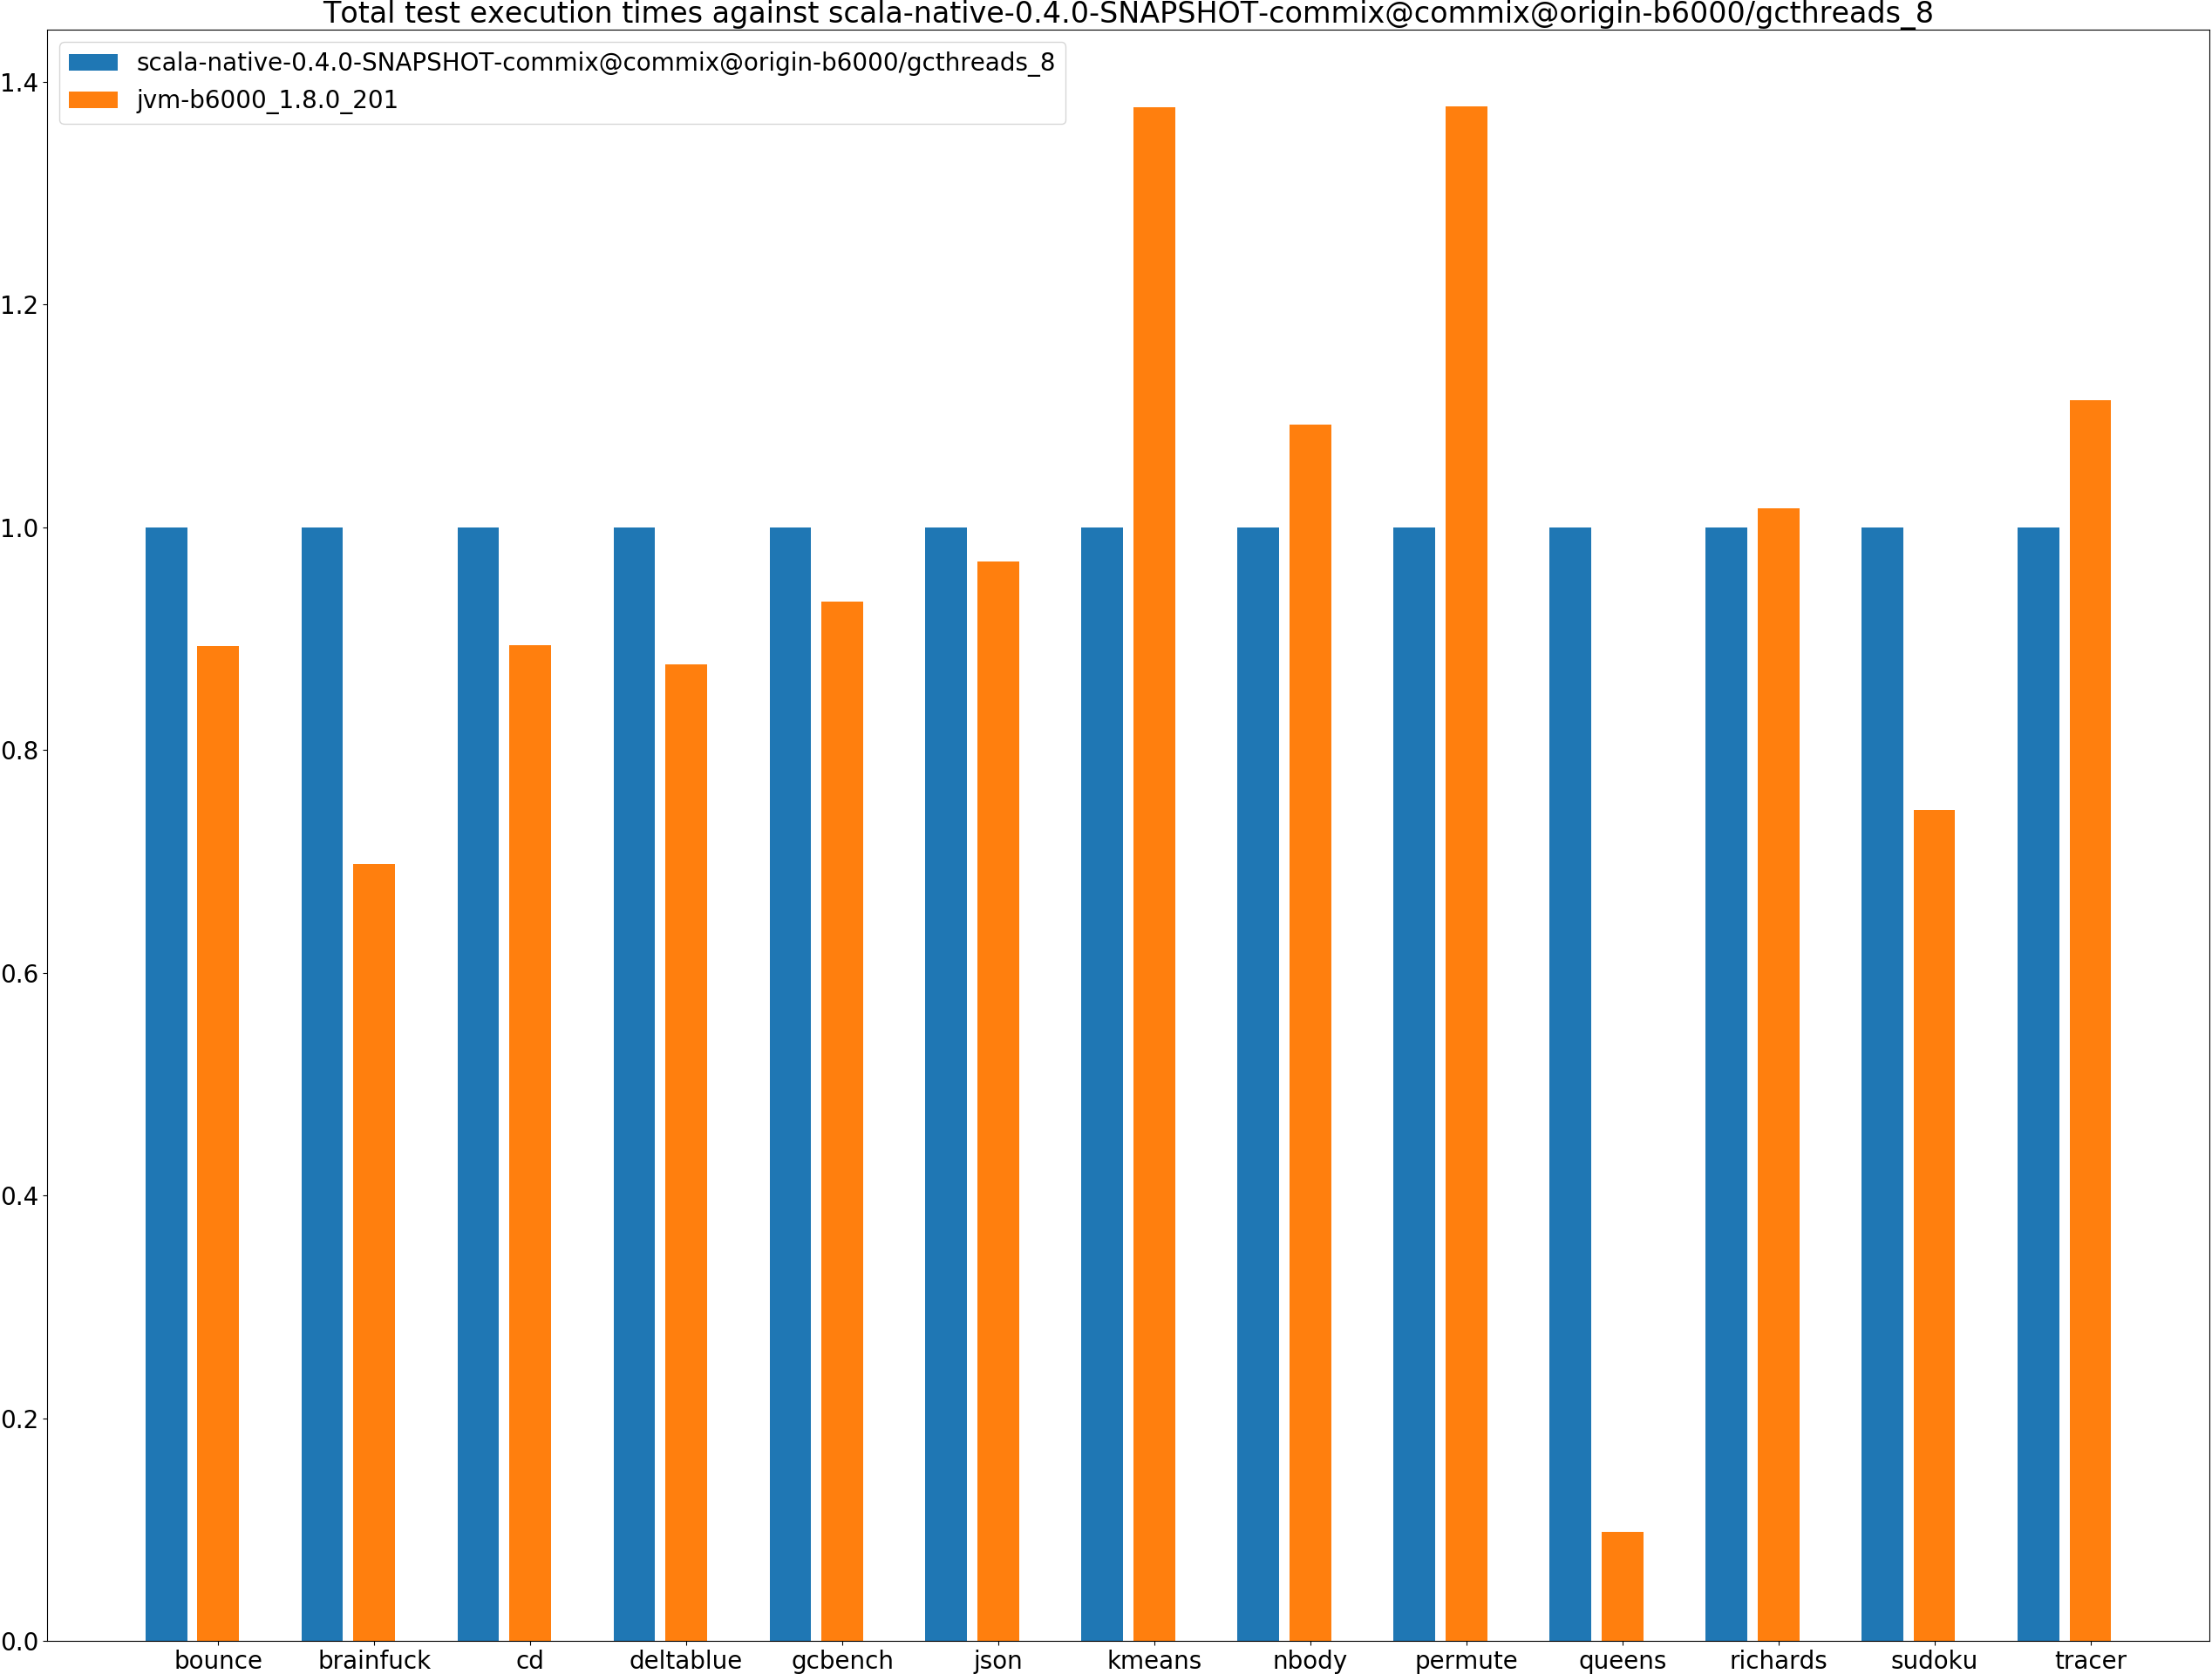 Total test execution times against scala-native-0.4.0-SNAPSHOT-commix@commix@origin-b6000/gcthreads_8
scala-native-0.4.0-SNAPSHOT-commix@commix@origin-b6000/gcthreads_8
jvm-b6000_1.8.0_201
1.4
1.2
1.0
0.8
0.6
0.4
0.2
0.0
bounce brainfuck cd deltablue gcbench json kmeans nbody permute queens richards sudoku tracer